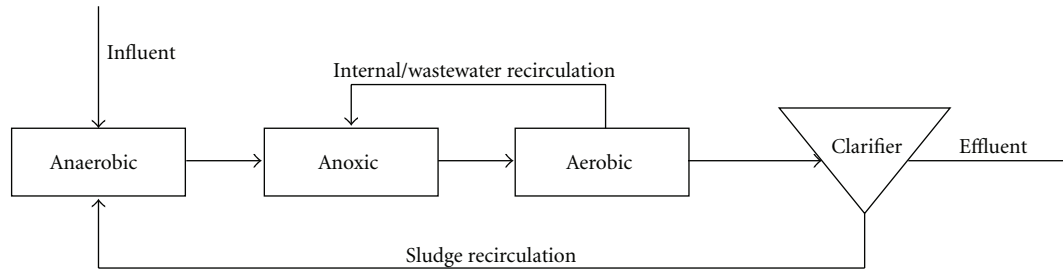 Influent
Internal/wastewater recirculation
Anaerobic
Anoxic
Aerobic
Clarifier
Effluent
Sludge recirculation